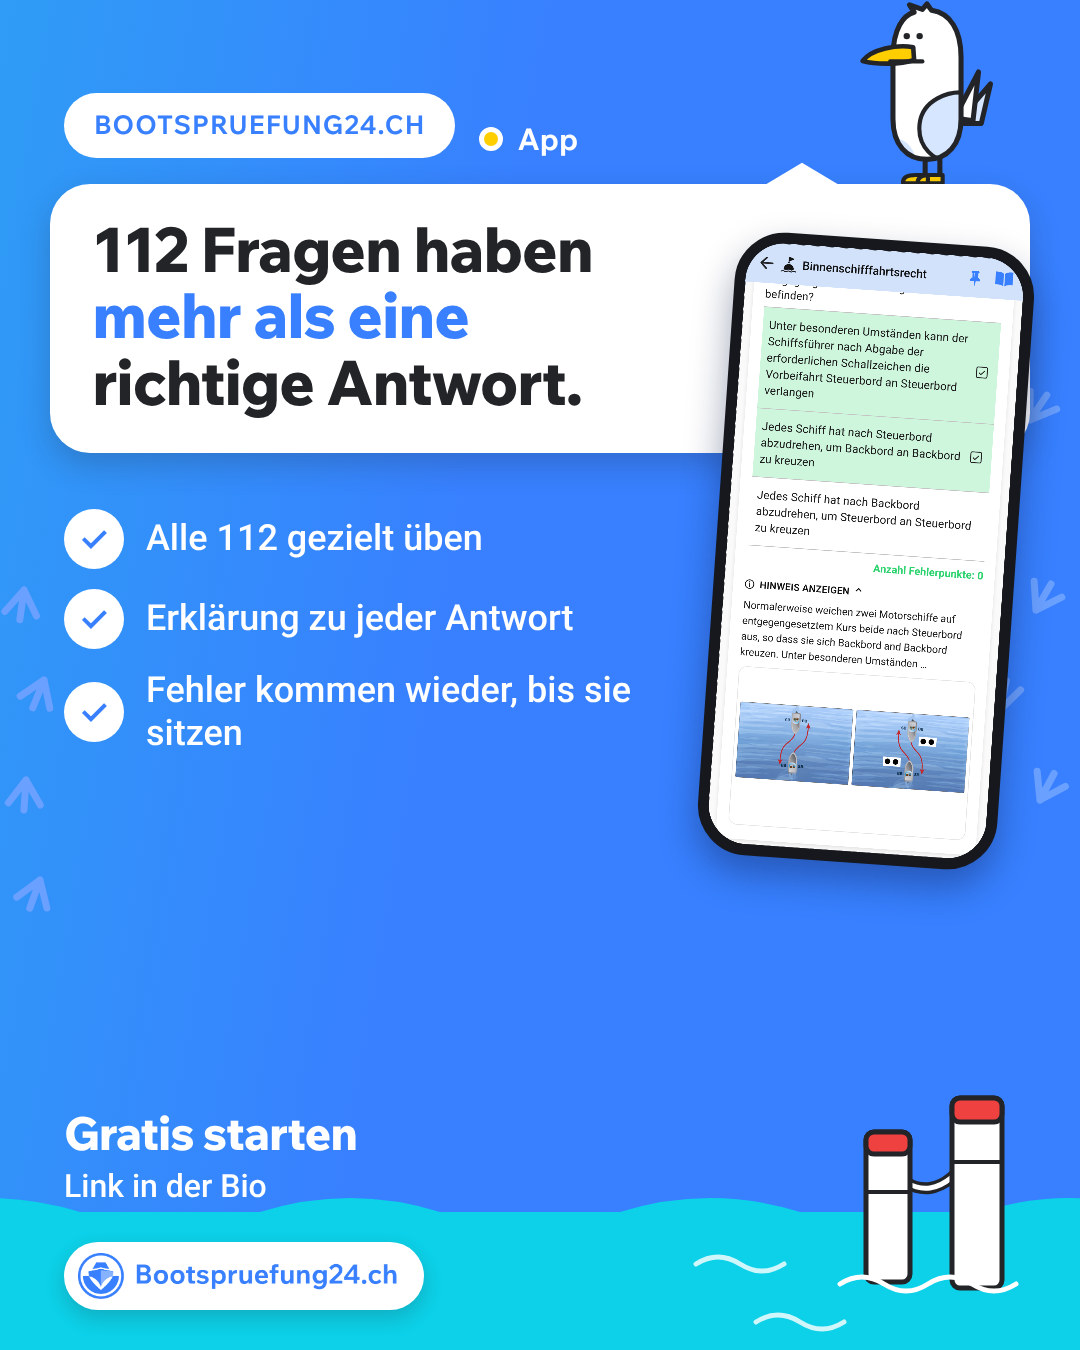 BOOTSPRUEFUNG24.CH
App
112 Fragen haben
mehr als eine
richtige Antwort.
Alle 112 gezielt üben
Erklärung zu jeder Antwort
Fehler kommen wieder, bis sie
sitzen
Binnenschifffahrtsrecht
befinden?
Unter besonderen Umständen kann der
Schiffsführer nach Abgabe der
erforderlichen Schallzeichen die
Vorbeifahrt Steuerbord an Steuerbord
verlangen
Jedes Schiff hat nach Steuerbord
abzudrehen, um Backbord an Backbord
zu kreuzen
Jedes Schiff hat nach Backbord
abzudrehen, um Steuerbord an Steuerbord
zu kreuzen
Anzahl Fehlerpunkte: 0
HINWEIS ANZEIGEN
Normalerweise weichen zwei Motorschiffe auf
entgegengesetztem Kurs beide nach Steuerbord
aus, so dass sie sich Backbord and Backbord
kreuzen. Unter besonderen Umständen ...
Gratis starten
Link in der Bio
Bootspruefung24.ch